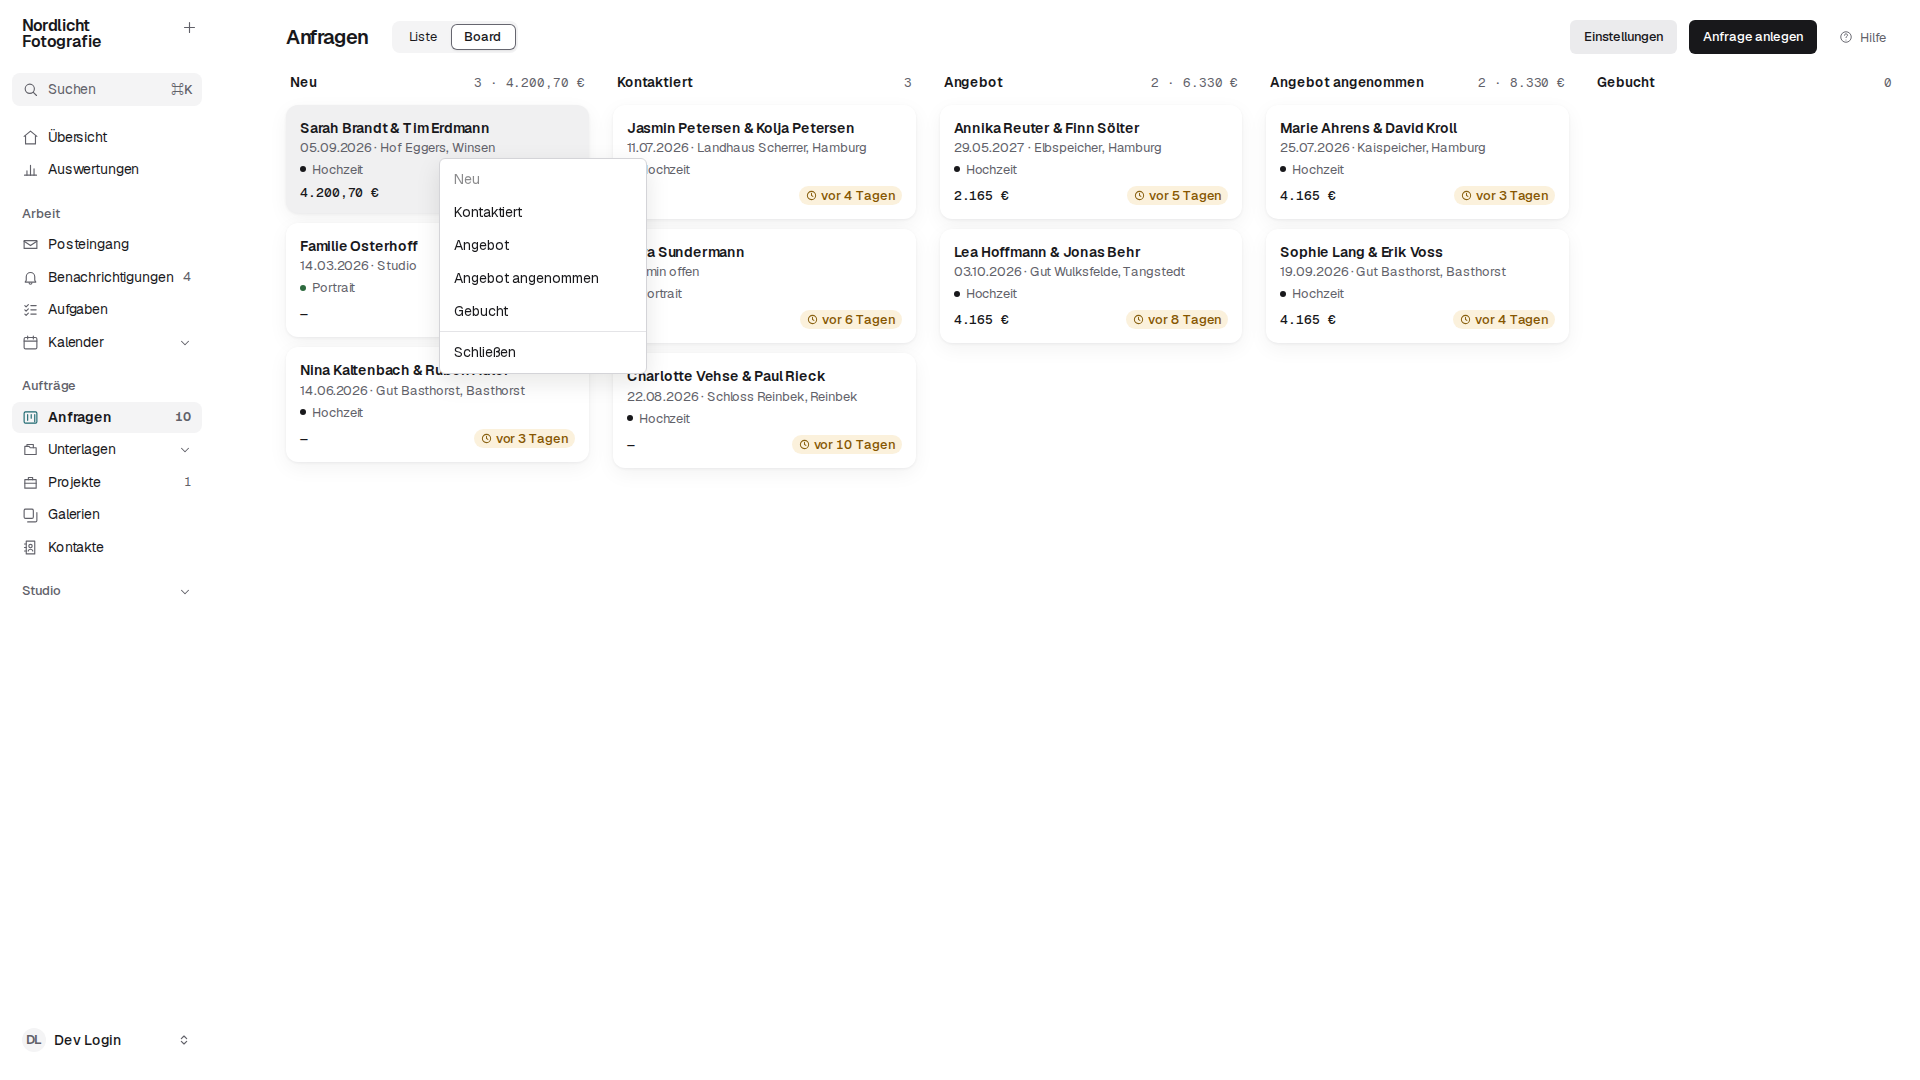 Nordlicht
Fotografie
Suchen ⌘K
Übersicht
Auswertungen
Arbeit
Posteingang
Benachrichtigungen 4
Aufgaben
Kalender
Aufträge
Anfragen 10
Unterlagen
Projekte 1
Galerien
Kontakte
Studio
DL Dev Login
Anfragen Liste Board
Einstellungen Anfrage anlegen Hilfe
Neu 3 · 4.200,70 €
Sarah Brandt & Tim Erdmann
05.09.2026 · Hof Eggers, Winsen
Hochzeit
4.200,70 €
Familie Osterhoff
14.03.2026 · Studio
Portrait
–
Nina Kaltenbach &
14.06.2026 · Gut Basthorst, Basthorst
Hochzeit
– vor 3 Tagen
Neu
Kontaktiert
Angebot
Angebot angenommen
Gebucht
Schließen
Kontaktiert 3
Jasmin Petersen & Kolja Petersen
11.07.2026 · Landhaus Scherrer, Hamburg
vor 4 Tagen
Sundermann
offen
vor 6 Tagen
Charlotte Vehse & Paul Rieck
22.08.2026 · Schloss Reinbek, Reinbek
Hochzeit
– vor 10 Tagen
Angebot 2 · 6.330 €
Annika Reuter & Finn Sölter
29.05.2027 · Elbspeicher, Hamburg
Hochzeit
2.165 € vor 5 Tagen
Lea Hoffmann & Jonas Behr
03.10.2026 · Gut Wulksfelde, Tangstedt
Hochzeit
4.165 € vor 8 Tagen
Angebot angenommen 2 · 8.330 €
Marie Ahrens & David Kroll
25.07.2026 · Kaispeicher, Hamburg
Hochzeit
4.165 € vor 3 Tagen
Sophie Lang & Erik Voss
19.09.2026 · Gut Basthorst, Basthorst
Hochzeit
4.165 € vor 4 Tagen
Gebucht 0